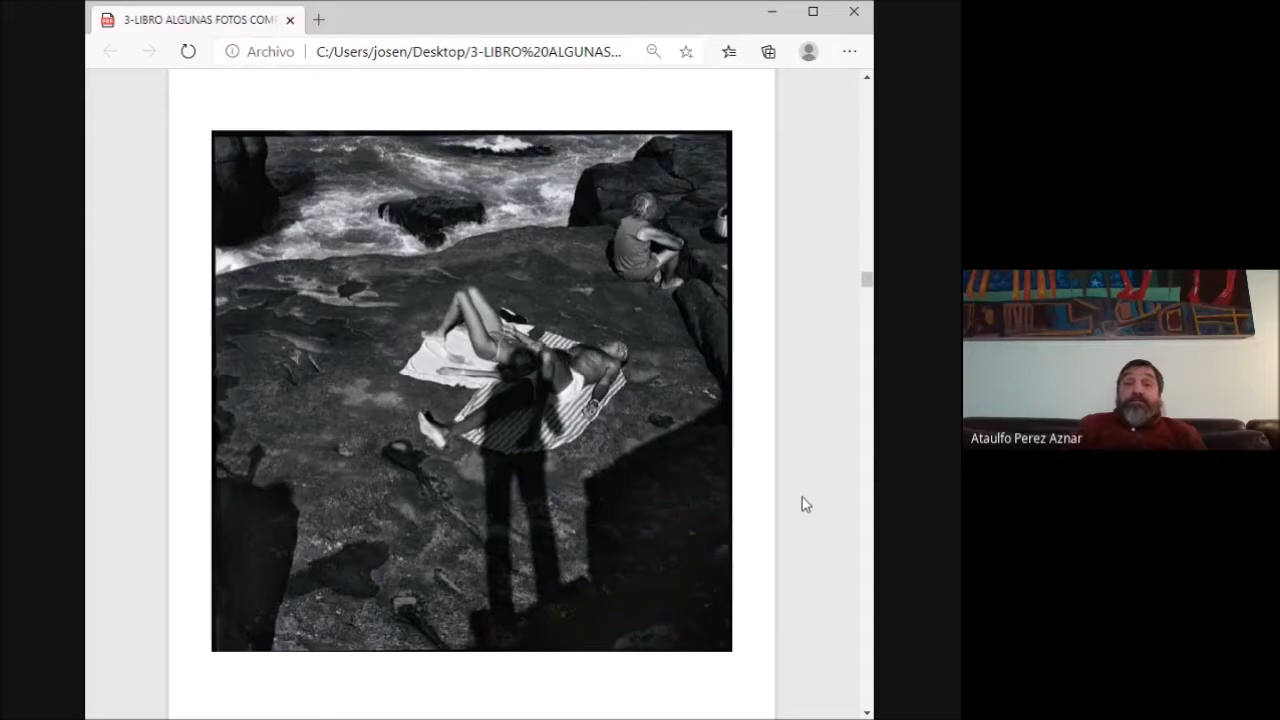 3-LIBRO ALGUNAS FOTOS COM
Archivo
C:/Users/josen/Desktop/3-LIBRO%20ALGUNAS...
Ataulfo Perez Aznar